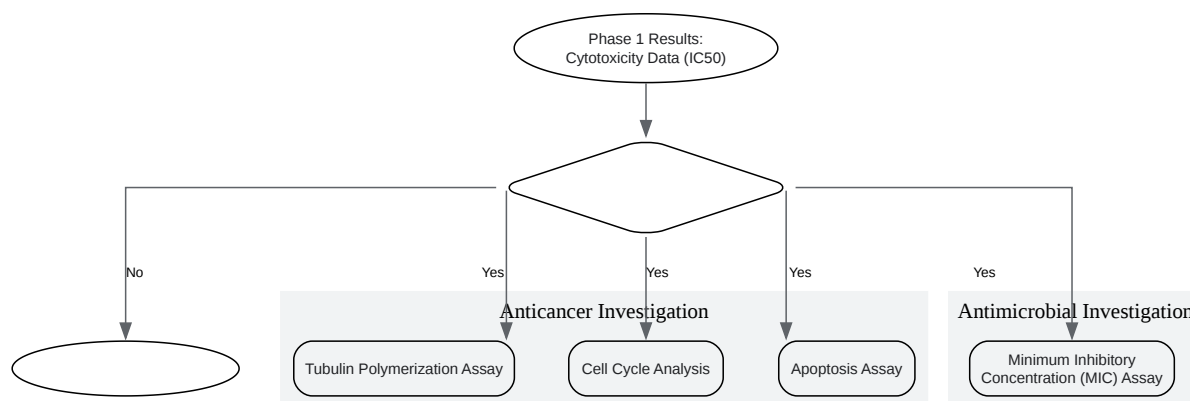 Phase 1 Results:
Cytotoxicity Data (IC50)
No
Yes
Yes
Yes
Yes
Anticancer Investigation
Antimicrobial Investigation
Tubulin Polymerization Assay
Cell Cycle Analysis
Apoptosis Assay
Minimum Inhibitory
Concentration (MIC) Assay